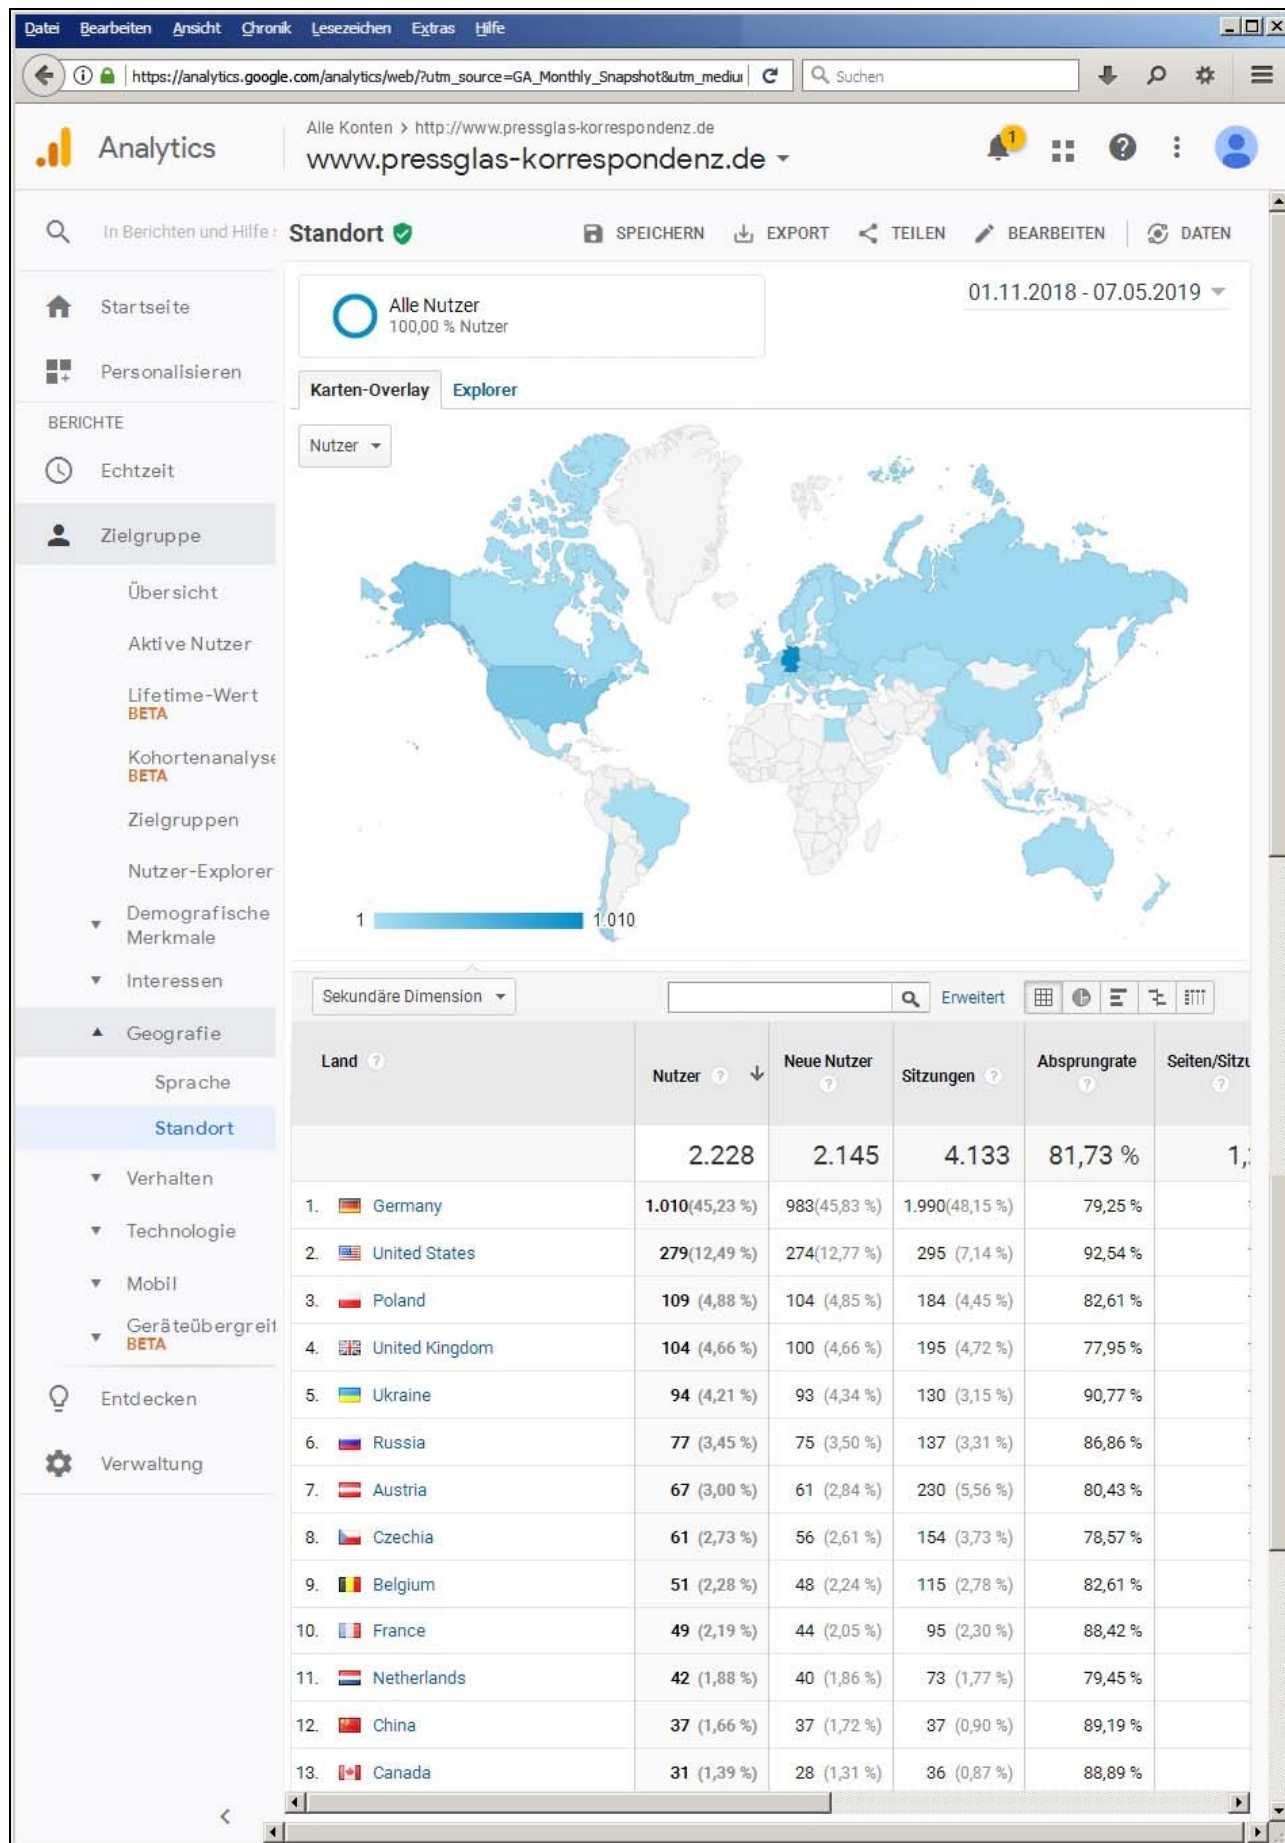 Datei Bearbeiten Ansicht Chronik Lesezeichen Extras Hilfe
https://analytics.google.com/analytics/web/?utm_source=GA_Monthly_Snapshot&utm_mediu
Suchen
Analytics
Alle Konten > http://www.pressglas-korrespondenz.de
www.pressglas-korrespondenz.de
1
In Berichten und Hilfe
Standort
SPEICHERN EXPORT TEILEN BEARBEITEN DATEN
Startseite
Personalisieren
BERICHTE
Echtzeit
Zielgruppe
Übersicht
Aktive Nutzer
Lifetime-Wert
BETA
Kohortenanalyse
BETA
Zielgruppen
Nutzer-Explorer
Demografische
Merkmale
Interessen
Geografie
Sprache
Standort
Verhalten
Technologie
Mobil
Geräteübergreif
BETA
Entdecken
Verwaltung
Alle Nutzer
100,00 % Nutzer
01.11.2018 - 07.05.2019
Karten-Overlay Explorer
Nutzer
1 1.010
Sekundäre Dimension
Erweitert
Land Nutzer Neue Nutzer Sitzungen Absprungrate Seiten/Sitzu
2.228 2.145 4.133 81,73 % 1,
1. Germany 1.010(45,23 %) 983(45,83 %) 1.990(48,15 %) 79,25 %
2. United States 279(12,49 %) 274(12,77 %) 295 (7,14 %) 92,54 %
3. Poland 109 (4,88 %) 104 (4,85 %) 184 (4,45 %) 82,61 %
4. United Kingdom 104 (4,66 %) 100 (4,66 %) 195 (4,72 %) 77,95 %
5. Ukraine 94 (4,21 %) 93 (4,34 %) 130 (3,15 %) 90,77 %
6. Russia 77 (3,45 %) 75 (3,50 %) 137 (3,31 %) 86,86 %
7. Austria 67 (3,00 %) 61 (2,84 %) 230 (5,56 %) 80,43 %
8. Czechia 61 (2,73 %) 56 (2,61 %) 154 (3,73 %) 78,57 %
9. Belgium 51 (2,28 %) 48 (2,24 %) 115 (2,78 %) 82,61 %
10. France 49 (2,19 %) 44 (2,05 %) 95 (2,30 %) 88,42 %
11. Netherlands 42 (1,88 %) 40 (1,86 %) 73 (1,77 %) 79,45 %
12. China 37 (1,66 %) 37 (1,72 %) 37 (0,90 %) 89,19 %
13. Canada 31 (1,39 %) 28 (1,31 %) 36 (0,87 %) 88,89 %